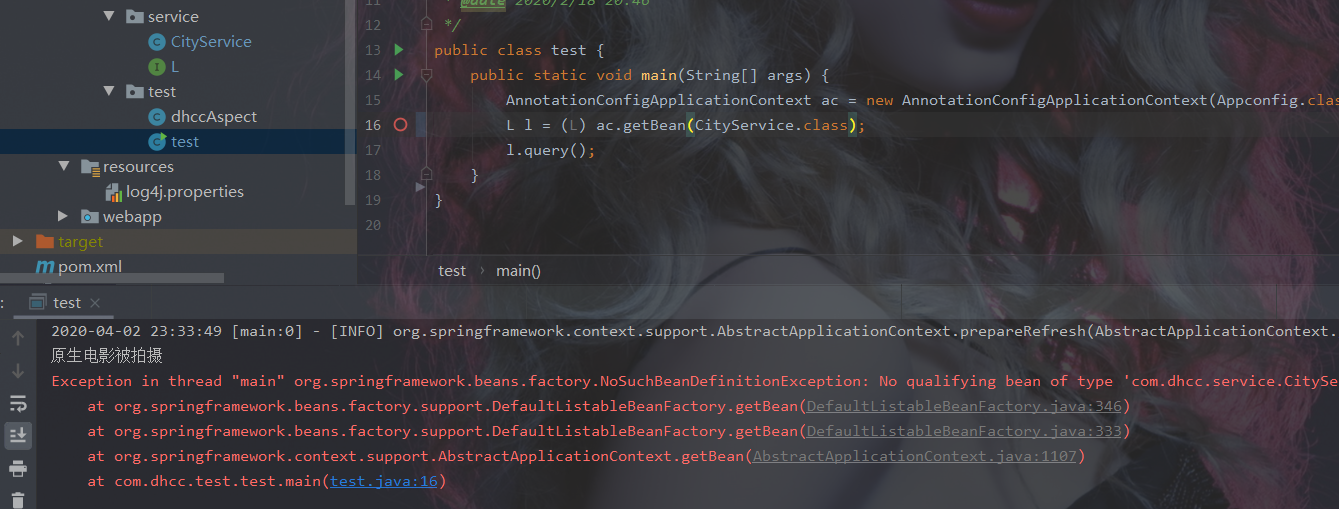 service
CityService
L
test
dhccAspect
test
resources
log4j.properties
webapp
target
pom.xml
11 * @date 2020/2/18 20:46
12 */
13 public class test {
14 public static void main(String[] args) {
15 AnnotationConfigApplicationContext ac = new AnnotationConfigApplicationContext(Appconfig.clas
16 L l = (L) ac.getBean(CityService.class);
17 l.query();
18 }
19 }
20
test › main()
: test ×
2020-04-02 23:33:49 [main:0] - [INFO] org.springframework.context.support.AbstractApplicationContext.prepareRefresh(AbstractApplicationContext.
原生电影被拍摄
Exception in thread "main" org.springframework.beans.factory.NoSuchBeanDefinitionException: No qualifying bean of type 'com.dhcc.service.CitySe
at org.springframework.beans.factory.support.DefaultListableBeanFactory.getBean(DefaultListableBeanFactory.java:346)
at org.springframework.beans.factory.support.DefaultListableBeanFactory.getBean(DefaultListableBeanFactory.java:333)
at org.springframework.context.support.AbstractApplicationContext.getBean(AbstractApplicationContext.java:1107)
at com.dhcc.test.test.main(test.java:16)